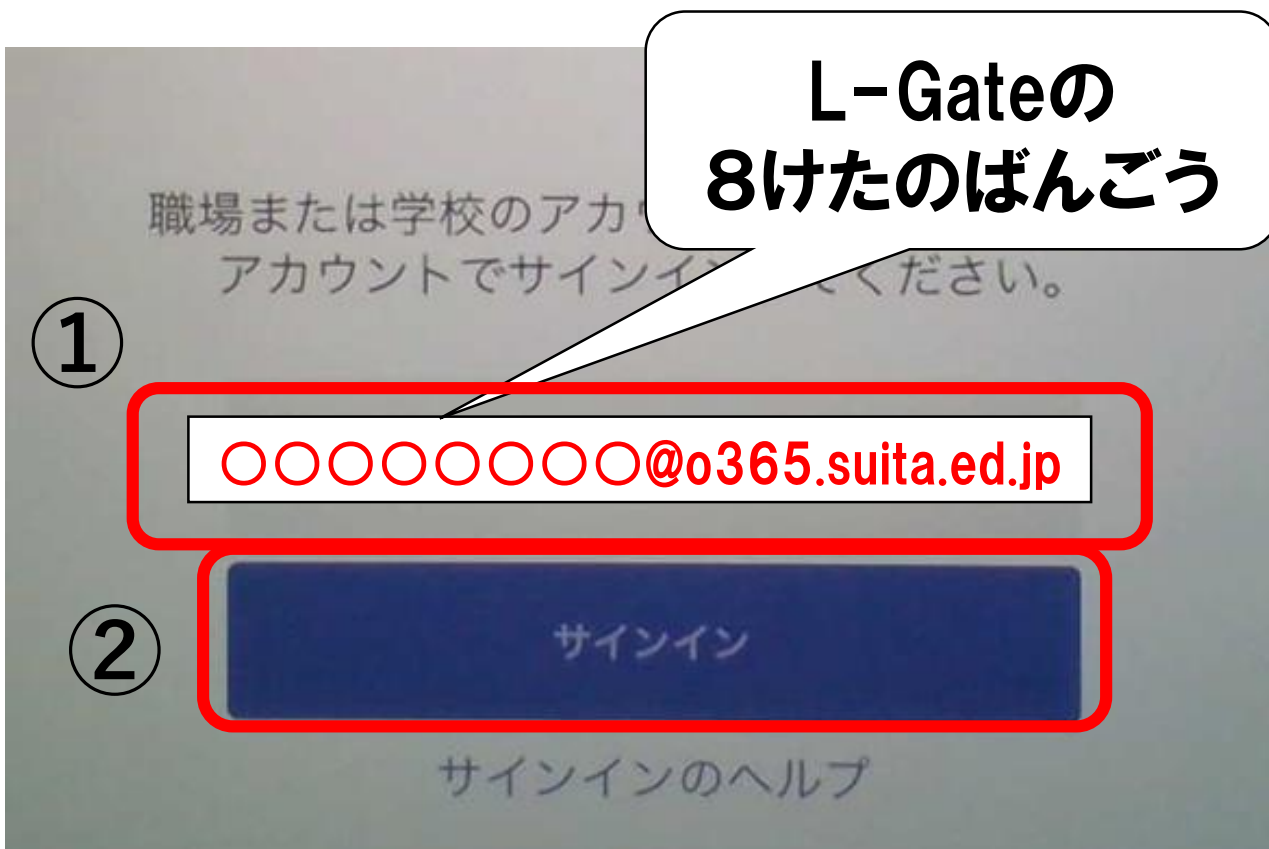 L-Gateの
8けたのばんごう
職場または学校のアカ
アカウントでサインイ てください。
①
○○○○○○○○@o365.suita.ed.jp
②
サインイン
サインインのヘルプ